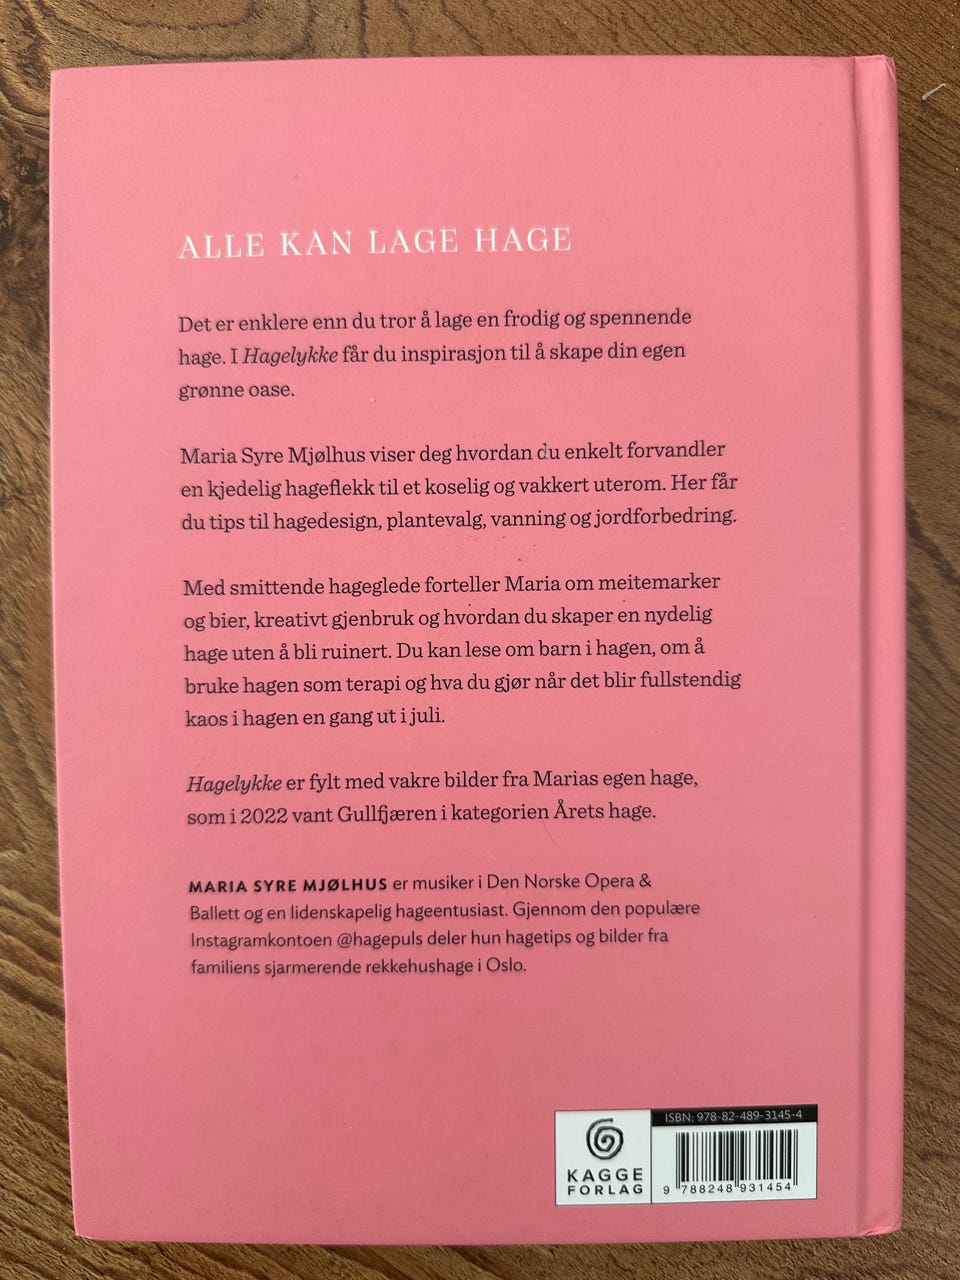 ALLE KAN LAGE HAGE
Det er enklere enn du tror å lage en frodig og spennende
hage. I Hagelykke får du inspirasjon til å skape din egen
grønne oase.
Maria Syre Mjølhus viser deg hvordan du enkelt forvandler
en kjedelig hageflekk til et koselig og vakkert uterom. Her får
du tips til hagedesign, plantevalg, vanning og jordforbedring.
Med smittende hageglede forteller Maria om meitemarker
og bier, kreativt gjenbruk og hvordan du skaper en nydelig
hage uten å bli ruinert. Du kan lese om barn i hagen, om å
bruke hagen som terapi og hva du gjør når det blir fullstendig
kaos i hagen en gang ut i juli.
Hagelykke er fylt med vakre bilder fra Marias egen hage,
som i 2022 vant Gullfjæren i kategorien Årets hage.
MARIA SYRE MJØLHUS er musiker i Den Norske Opera &
Ballett og en lidenskapelig hageentusiast. Gjennom den populære
Instagramkontoen @hagepuls deler hun hagetips og bilder fra
familiens sjarmerende rekkehushage i Oslo.
KAGGE
FORLAG
ISBN: 978-82-489-3145-4
9 788248 931454